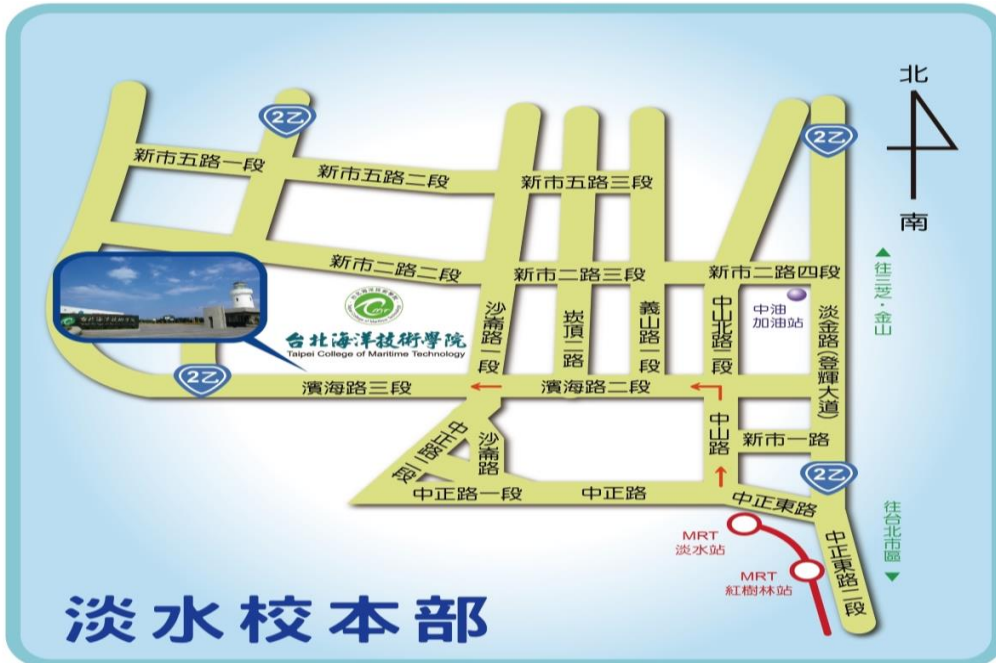 北
2乙
2乙
新市五路一段
新市五路二段
新市五路三段
南
往三芝・金山
新市二路二段
新市二路三段
新市二路四段
中油
加油站
沙崙路一段
崁頂二路
義山路一段
中山北路二段
淡金路(登輝大道)
台北海洋技術學院
Taipei College of Maritime Technology
2乙
濱海路三段
濱海路二段
中山路
新市一路
中正路二段
沙崙路
2乙
中正路一段
中正路
中正東路
往台北市區
MRT
淡水站
中正東路二段
MRT
紅樹林站
淡水校本部